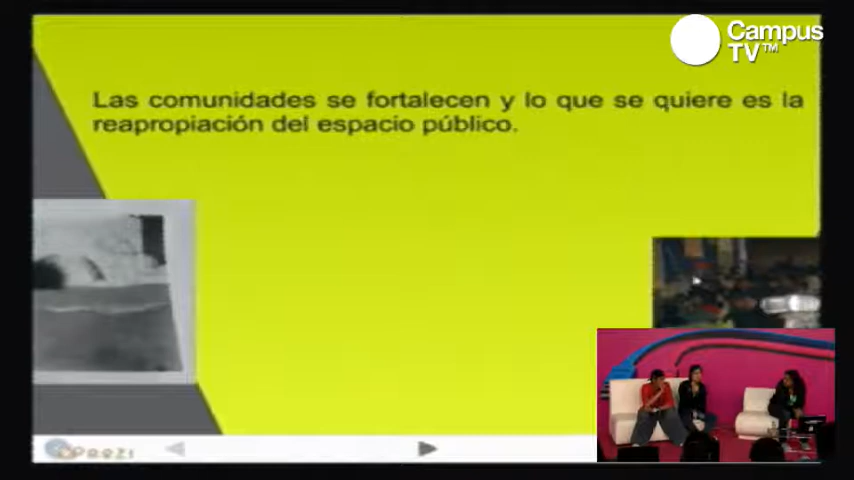 Campus
TV™
Las comunidades se fortalecen y lo que se quiere es la
reapropiación del espacio público.
Prezi